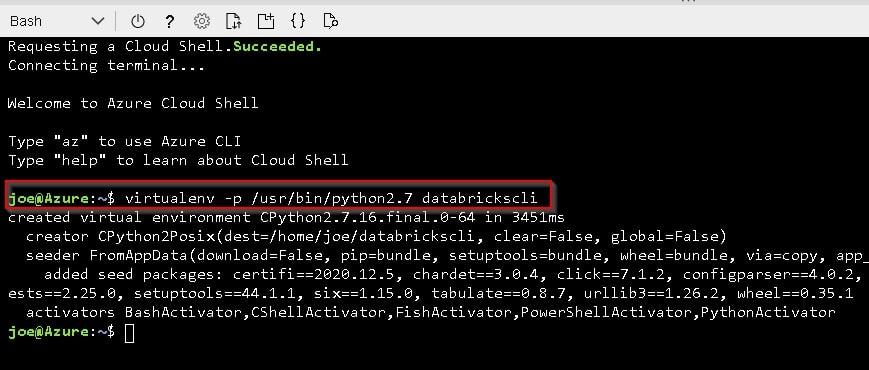 Bash
?
{}
Requesting a Cloud Shell.Succeeded.
Connecting terminal...
Welcome to Azure Cloud Shell
Type "az" to use Azure CLI
Type "help" to learn about Cloud Shell
joe@Azure:~$ virtualenv -p /usr/bin/python2.7 databrickscli
created virtual environment CPython2.7.16.final.0-64 in 3451ms
creator CPython2Posix(dest=/home/joe/databrickscli, clear=False, global=False)
seeder FromAppData(download=False, pip=bundle, setuptools=bundle, wheel=bundle, via=copy, app_
added seed packages: certifi==2020.12.5, chardet==3.0.4, click==7.1.2, configparser==4.0.2,
ests==2.25.0, setuptools==44.1.1, six==1.15.0, tabulate==0.8.7, urllib3==1.26.2, wheel==0.35.1
activators BashActivator,CShellActivator,FishActivator,PowerShellActivator,PythonActivator
joe@Azure:~$